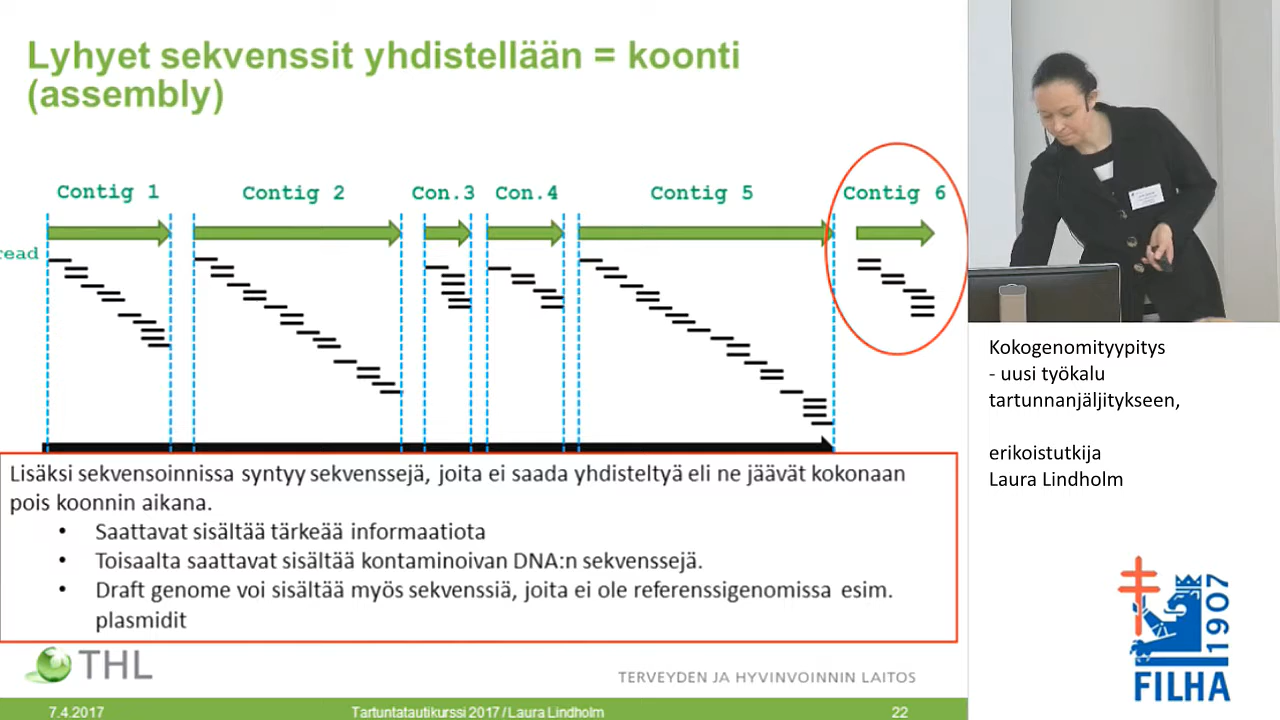 Lyhyet sekvenssit yhdistellään = koonti
(assembly)
Contig 1
Contig 2
Con.3
Con.4
Contig 5
Contig 6
read
Lisäksi sekvensoinnissa syntyy sekvenssejä, joita ei saada yhdisteltyä eli ne jäävät kokonaan
pois koonnin aikana.
• Saattavat sisältää tärkeää informaatiota
• Toisaalta saattavat sisältää kontaminoivan DNA:n sekvenssejä.
• Draft genome voi sisältää myös sekvenssiä, joita ei ole referenssigenomissa esim.
plasmidit
THL
TERVEYDEN JA HYVINVOINNIN LAITOS
7.4.2017
Tartuntatautikurssi 2017 / Laura Lindholm
22
Kokogenomityypitys
- uusi työkalu
tartunnanjäljitykseen,
erikoistutkija
Laura Lindholm
1907
FILHA